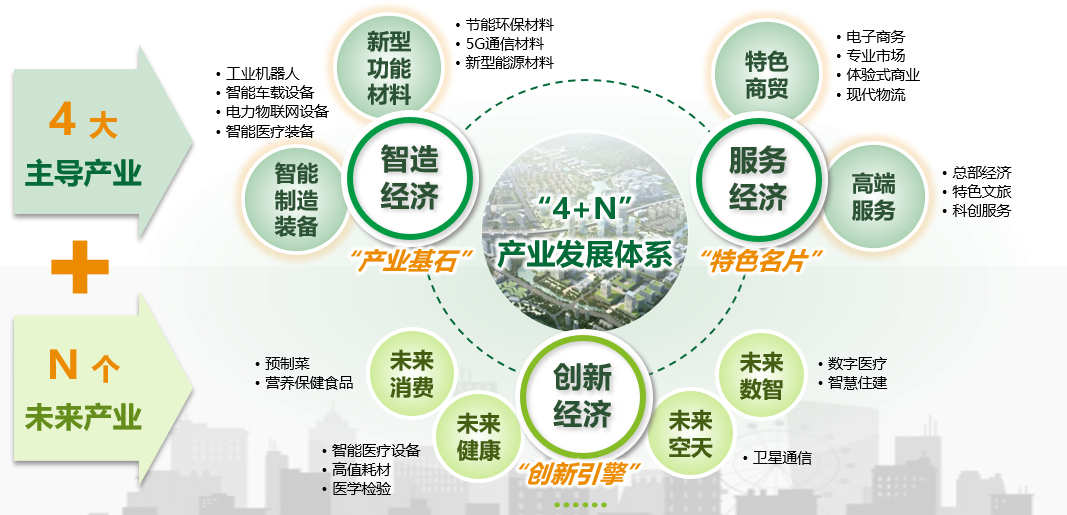 4 大
主导产业
N 个
未来产业
新型
功能
材料
• 节能环保材料
• 5G通信材料
• 新型能源材料
• 工业机器人
• 智能车载设备
• 电力物联网设备
• 智能医疗装备
智能
制造
装备
智造
经济
“产业基石”
“4+N”
产业发展体系
特色
商贸
• 电子商务
• 专业市场
• 体验式商业
• 现代物流
服务
经济
“特色名片”
高端
服务
• 总部经济
• 特色文旅
• 科创服务
• 预制菜
• 营养保健食品
未来
消费
未来
健康
• 智能医疗设备
• 高值耗材
• 医学检验
创新
经济
“创新引擎”
......
未来
数智
• 数字医疗
• 智慧住建
未来
空天
• 卫星通信